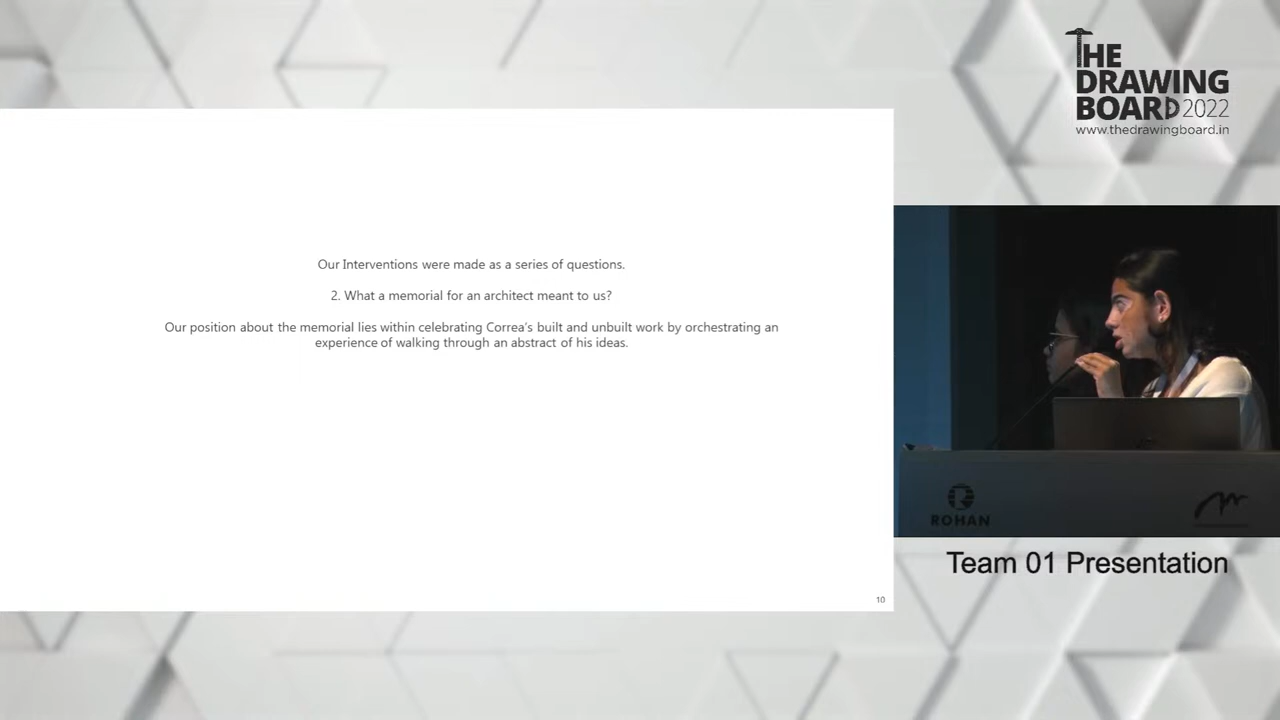 THE
DRAWING
BOARD 2022
www.thedrawingboard.in
Our Interventions were made as a series of questions.
2. What a memorial for an architect meant to us?
Our position about the memorial lies within celebrating Correa's built and unbuilt work by orchestrating an
experience of walking through an abstract of his ideas.
10
ROHAN
Team 01 Presentation